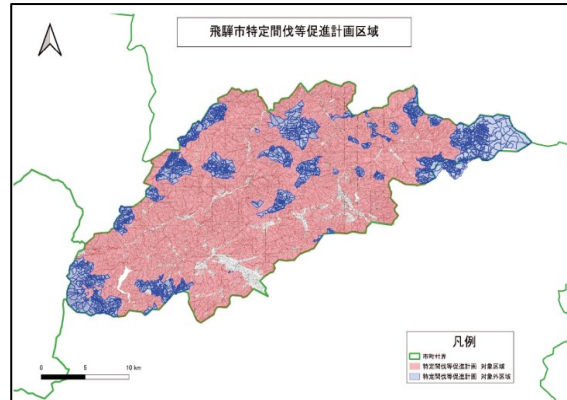 飛騨市特定間伐等促進計画区域
0 5 10 km
凡例
市町村界
特定間伐等促進計画 対象区域
特定間伐等促進計画 対象外区域